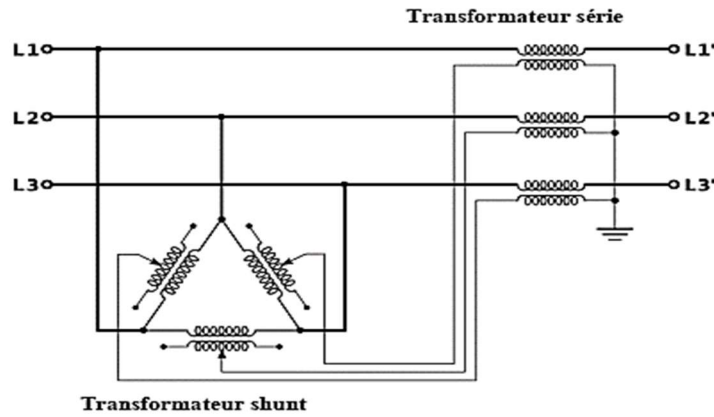 Transformateur série
L1 L1'
L2 L2'
L3 L3'
Transformateur shunt